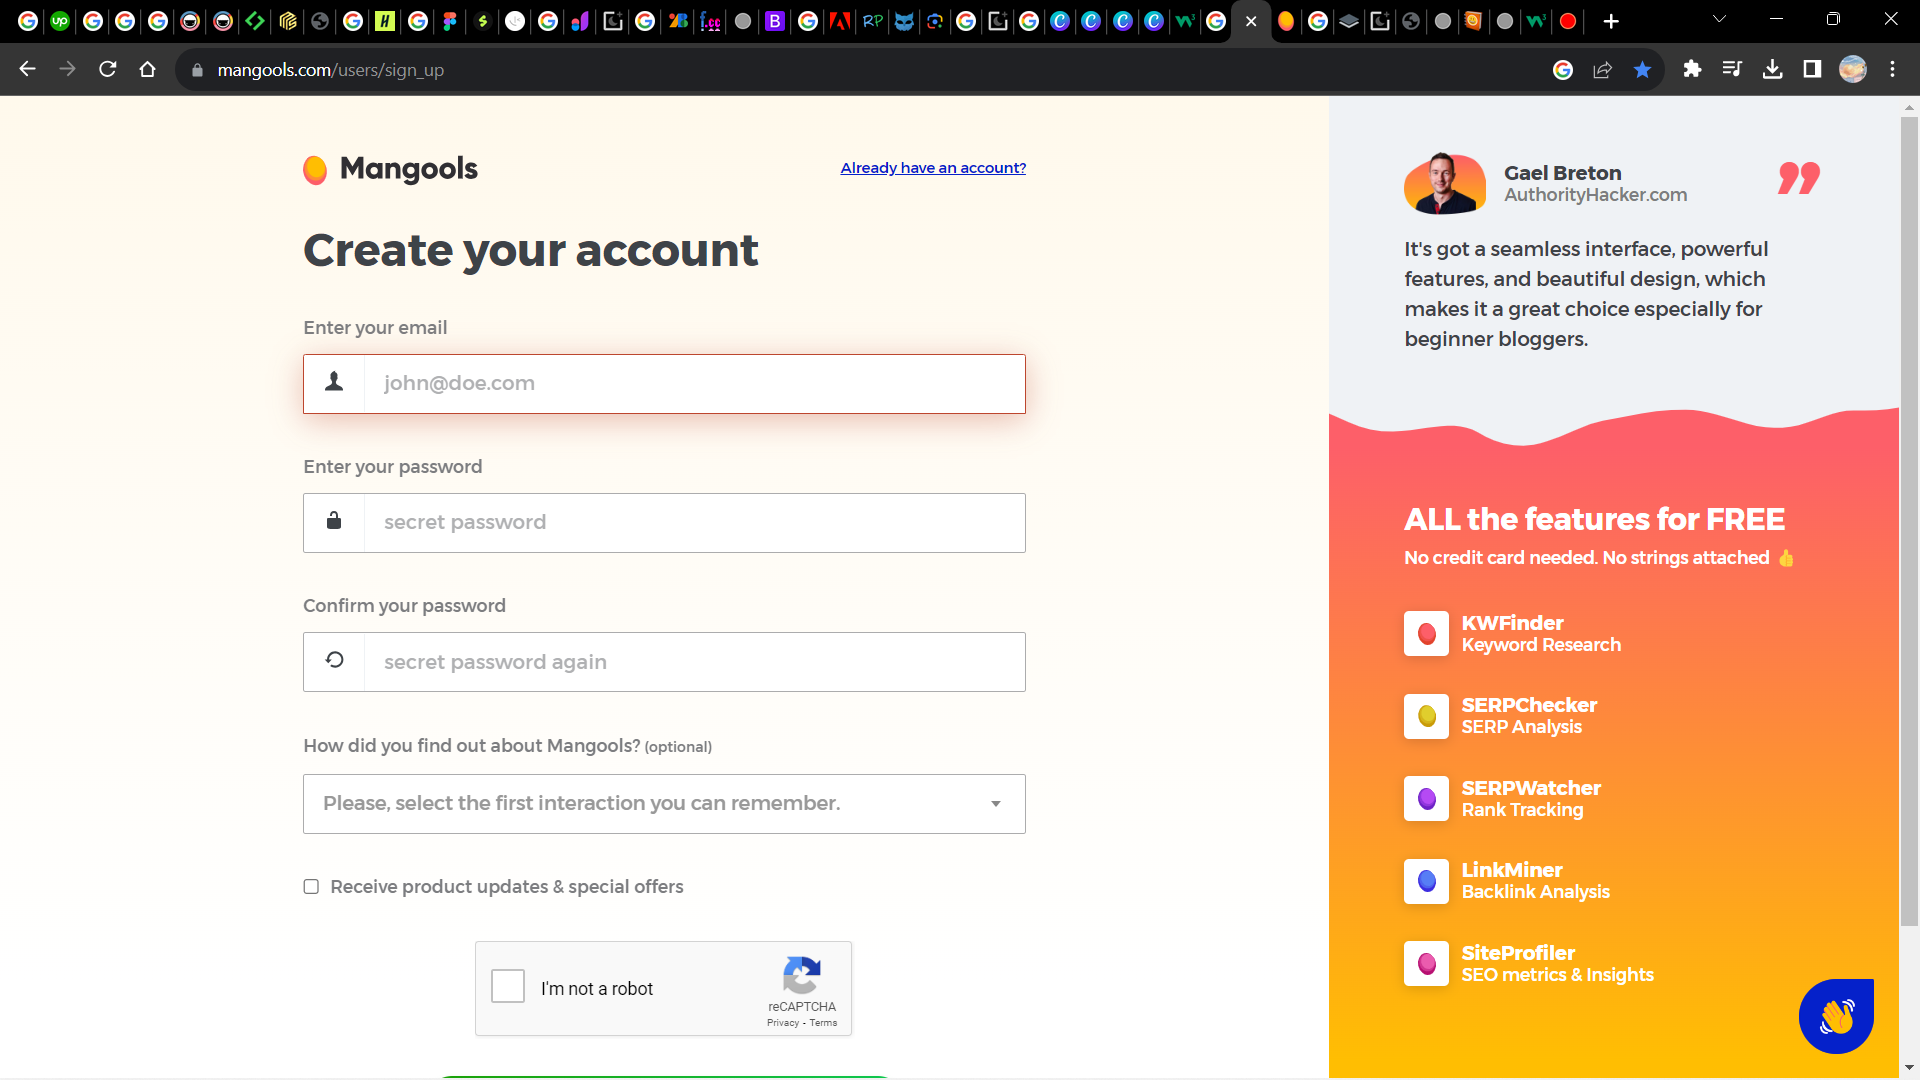 up
H
$
B
f.cc
B
RP
mangools.com/users/sign_up
Mangools
Already have an account?
Create your account
Enter your email
john@doe.com
Enter your password
secret password
Confirm your password
secret password again
How did you find out about Mangools? (optional)
Please, select the first interaction you can remember.
Receive product updates & special offers
I'm not a robot
reCAPTCHA
Privacy - Terms
Gael Breton
AuthorityHacker.com
It's got a seamless interface, powerful
features, and beautiful design, which
makes it a great choice especially for
beginner bloggers.
ALL the features for FREE
No credit card needed. No strings attached 👍
KWFinder
Keyword Research
SERPChecker
SERP Analysis
SERPWatcher
Rank Tracking
LinkMiner
Backlink Analysis
SiteProfiler
SEO metrics & Insights